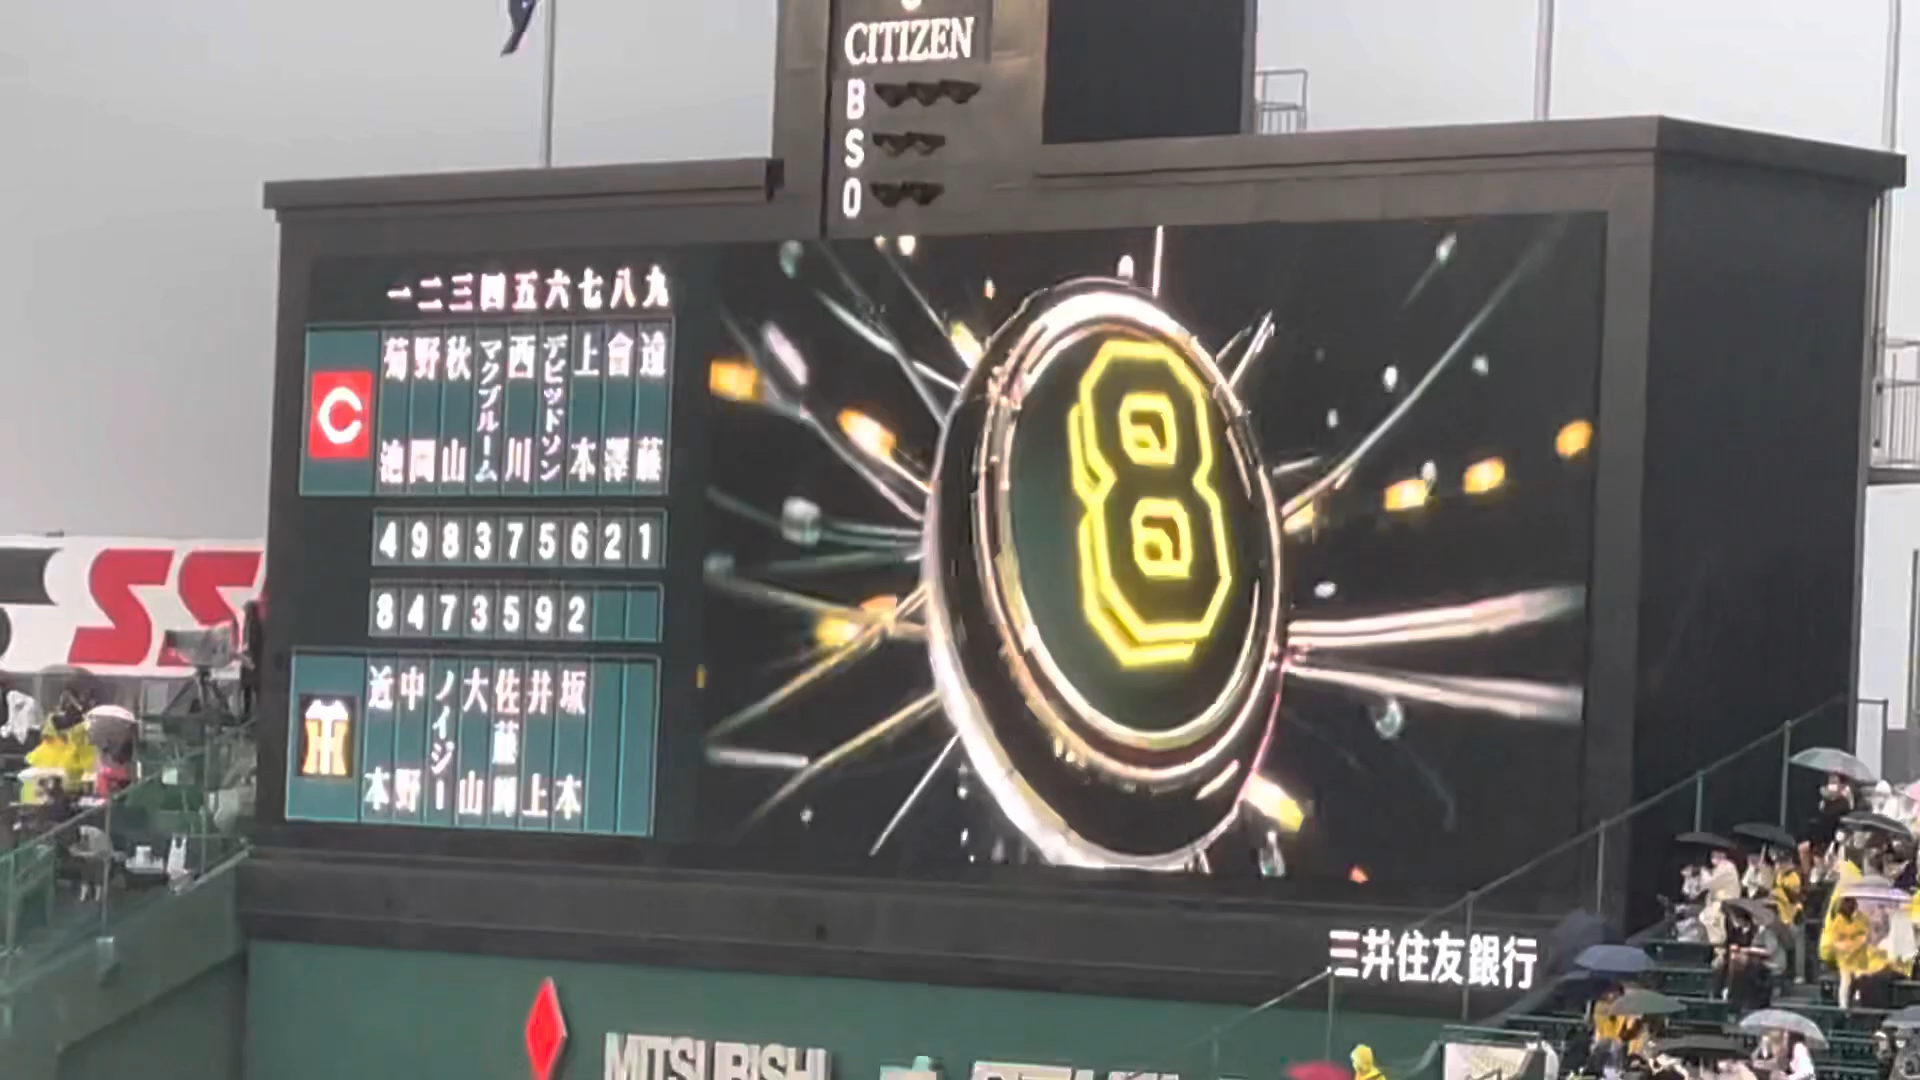 CITIZEN
B
S
O
一二三四五六七八九
菊池 野間 秋山 マクブルーム 西川 デビッドソン 上本 會澤 遠藤
C
4 9 8 3 7 5 6 2 1
8 4 7 3 5 9 2
近本 中野 ノイジー 大山 佐藤輝 井上 坂本
8
SS
三井住友銀行
MITSUBISHI